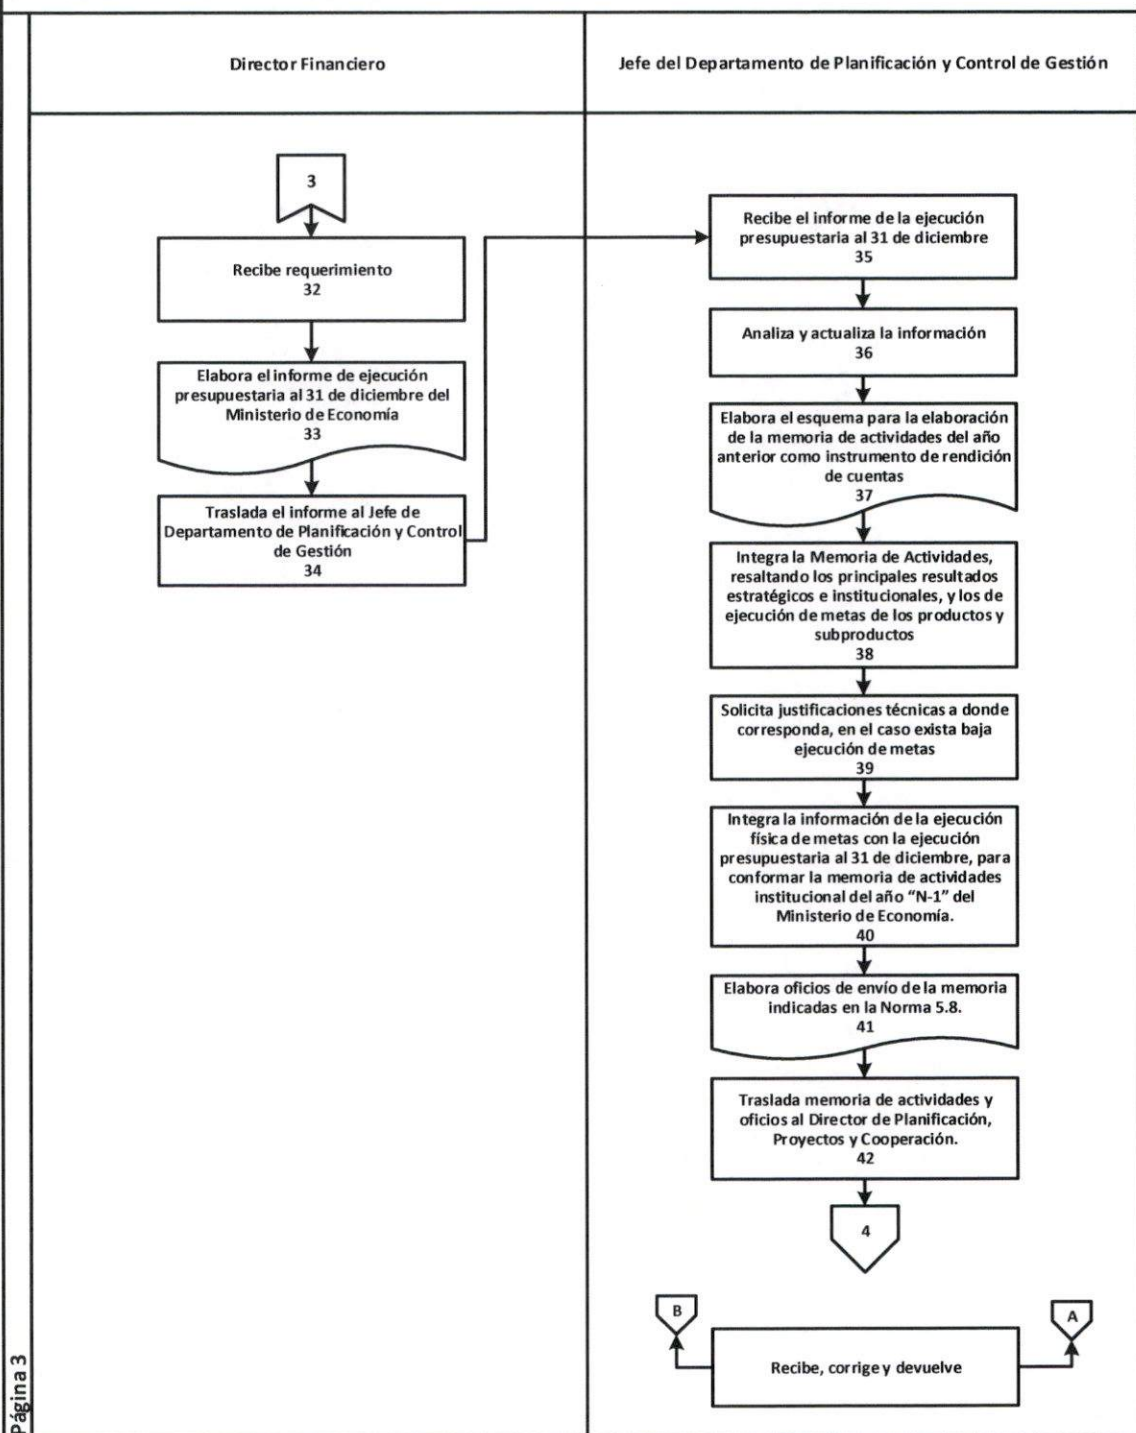 Director Financiero
Jefe del Departamento de Planificación y Control de Gestión
3
Recibe requerimiento
32
Elabora el informe de ejecución
presupuestaria al 31 de diciembre del
Ministerio de Economía
33
Traslada el informe al Jefe de
Departamento de Planificación y Control
de Gestión
34
Recibe el informe de la ejecución
presupuestaria al 31 de diciembre
35
Analiza y actualiza la información
36
Elabora el esquema para la elaboración
de la memoria de actividades del año
anterior como instrumento de rendición
de cuentas
37
Integra la Memoria de Actividades,
resaltando los principales resultados
estratégicos e institucionales, y los de
ejecución de metas de los productos y
subproductos
38
Solicita justificaciones técnicas a donde
corresponda, en el caso exista baja
ejecución de metas
39
Integra la información de la ejecución
física de metas con la ejecución
presupuestaria al 31 de diciembre, para
conformar la memoria de actividades
institucional del año “N-1” del
Ministerio de Economía.
40
Elabora oficios de envío de la memoria
indicadas en la Norma 5.8.
41
Traslada memoria de actividades y
oficios al Director de Planificación,
Proyectos y Cooperación.
42
4
B
A
Recibe, corrige y devuelve
Página 3